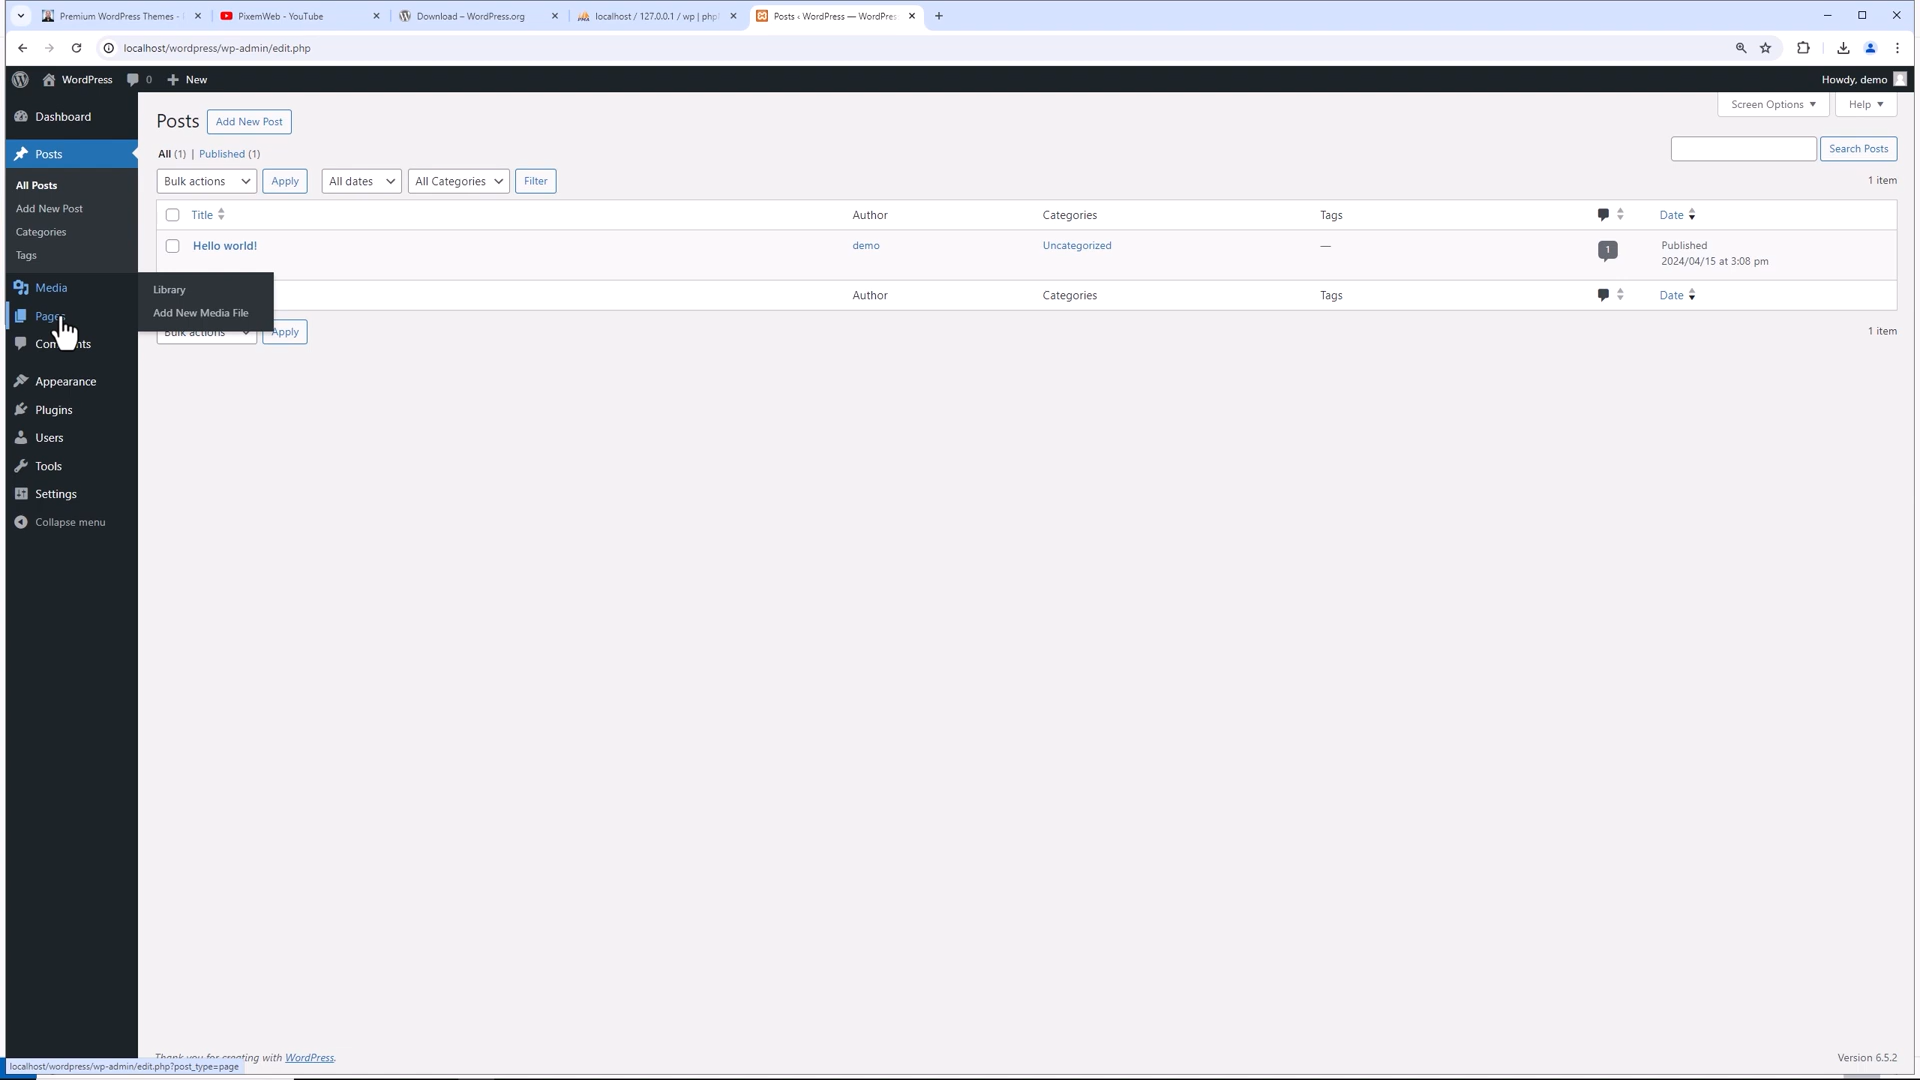 Premium WordPress Themes -
PixemWeb - YouTube
Download – WordPress.org
localhost / 127.0.0.1 / wp | php
Posts ‹ WordPress — WordPres
localhost/wordpress/wp-admin/edit.php
WordPress
0
New
Howdy, demo
Dashboard
Posts
All Posts
Add New Post
Categories
Tags
Media
Pages
Comments
Appearance
Plugins
Users
Tools
Settings
Collapse menu
Library
Add New Media File
Posts
Add New Post
Screen Options
Help
All (1) | Published (1)
Search Posts
Bulk actions
Apply
All dates
All Categories
Filter
1 item
Title
Author
Categories
Tags
Date
Hello world!
demo
Uncategorized
—
1
Published
2024/04/15 at 3:08 pm
Author
Categories
Tags
Date
Bulk actions
Apply
1 item
Thank you for creating with WordPress.
Version 6.5.2
localhost/wordpress/wp-admin/edit.php?post_type=page